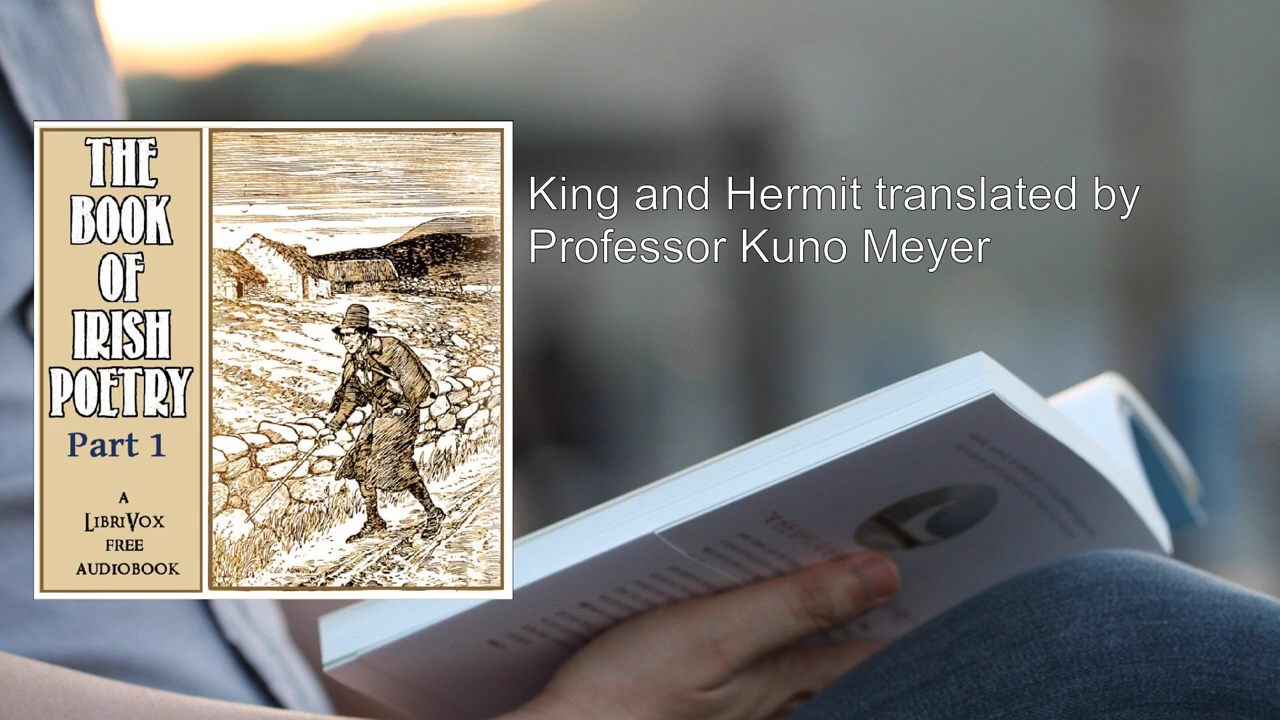 THE
BOOK
OF
IRISH
POETRY
Part 1
A
LIBRIVOX
FREE
AUDIOBOOK
King and Hermit translated by
Professor Kuno Meyer